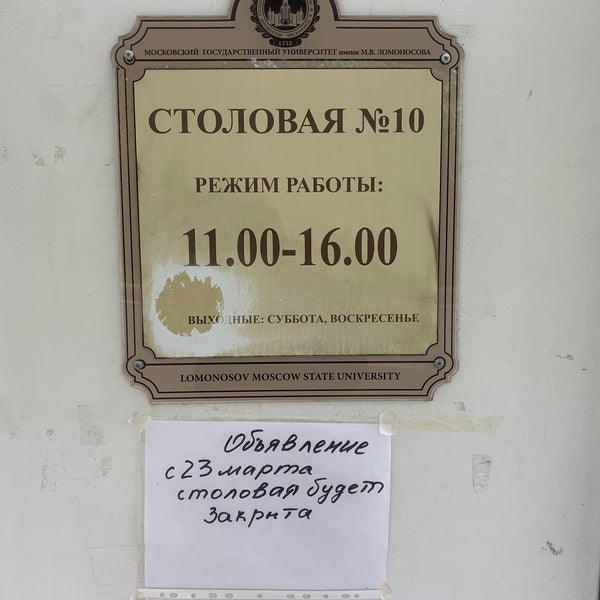 1755
МОСКОВСКИЙ ГОСУДАРСТВЕННЫЙ УНИВЕРСИТЕТ имени М.В. ЛОМОНОСОВА
СТОЛОВАЯ №10
РЕЖИМ РАБОТЫ:
11.00-16.00
ВЫХОДНЫЕ: СУББОТА, ВОСКРЕСЕНЬЕ
LOMONOSOV MOSCOW STATE UNIVERSITY
Объявление
с 23 марта
столовая будет
закрыта